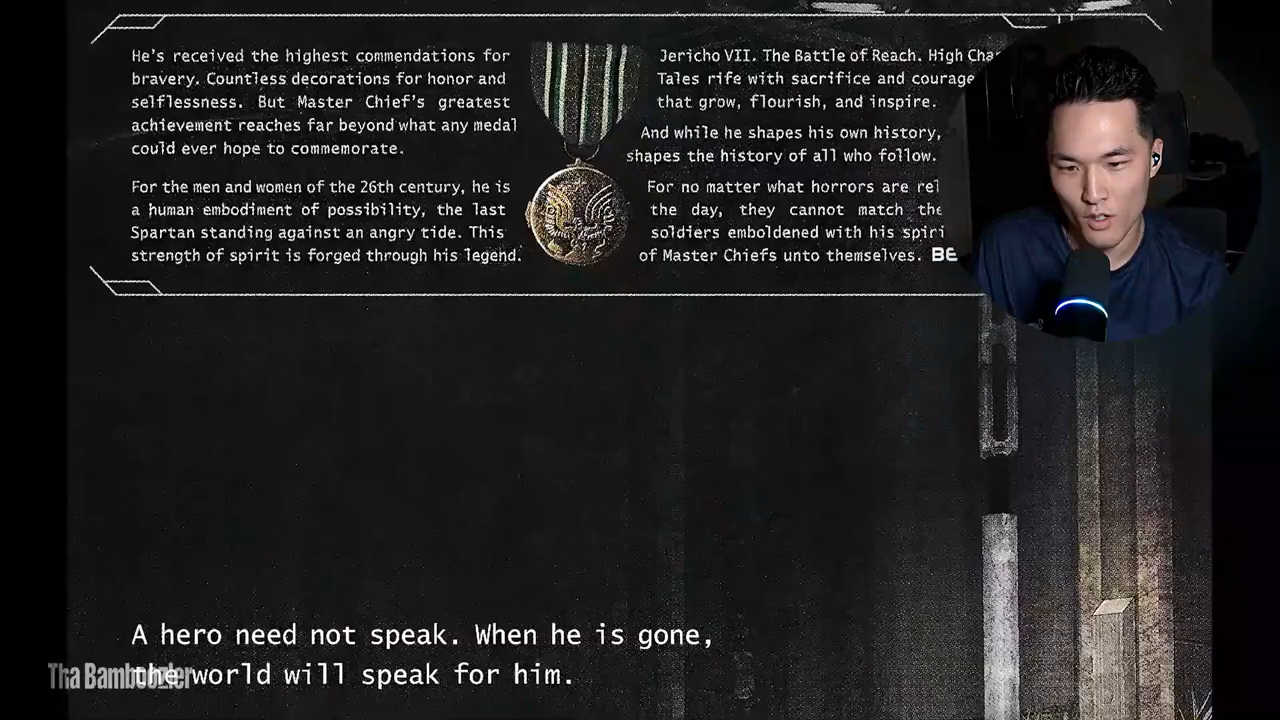 He's received the highest commendations for
bravery. Countless decorations for honor and
selflessness. But Master Chief's greatest
achievement reaches far beyond what any medal
could ever hope to commemorate.
For the men and women of the 26th century, he is
a human embodiment of possibility, the last
Spartan standing against an angry tide. This
strength of spirit is forged through his legend.
Jericho VII. The Battle of Reach. High
Tales rife with sacrifice and courage
that grow, flourish, and inspire.
And while he shapes his own history,
shapes the history of all who follow.
For no matter what horrors are
the day, they cannot match the
soldiers emboldened with his
of Master Chiefs unto themselves. BE
A hero need not speak. When he is gone,
the world will speak for him.
Tha Bamboozler